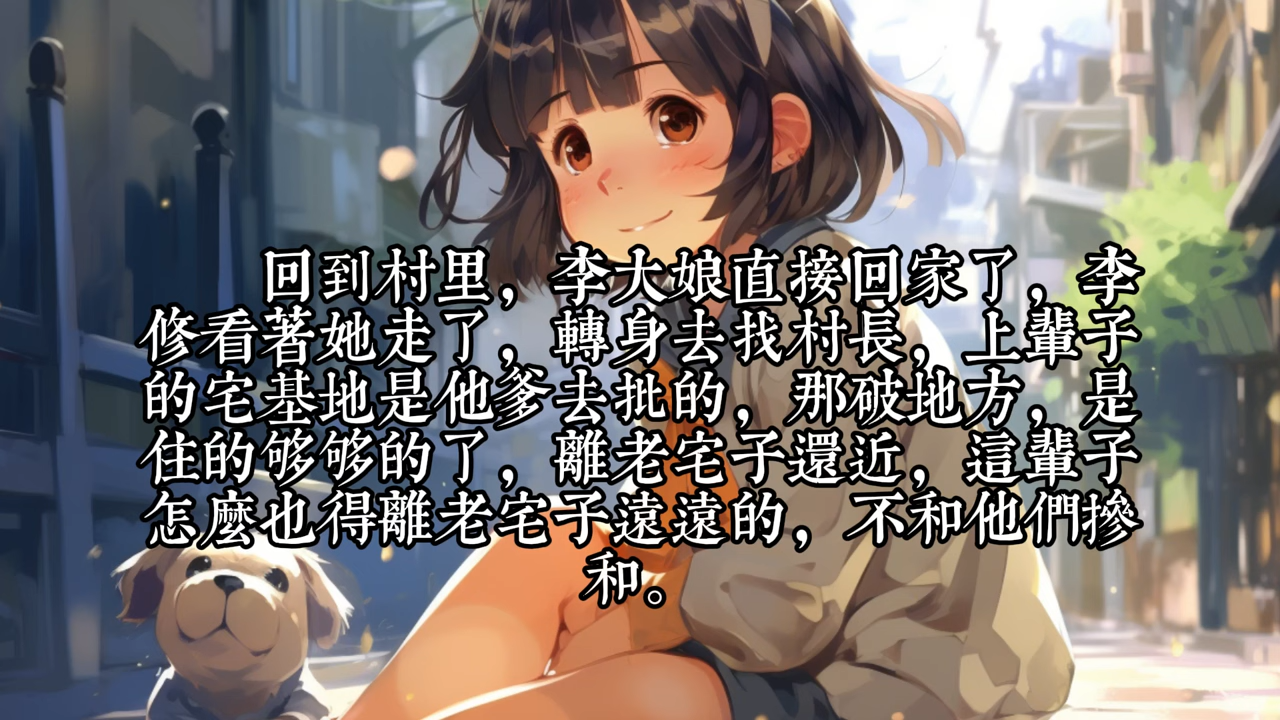 回到村里，李大娘直接回家了，李
修看著她走了，轉身去找村長，上輩子
的宅基地是他爹去批的，那破地方，是
住的够够的了，離老宅子還近，這輩子
怎麼也得離老宅子遠遠的，不和他們摻
和。